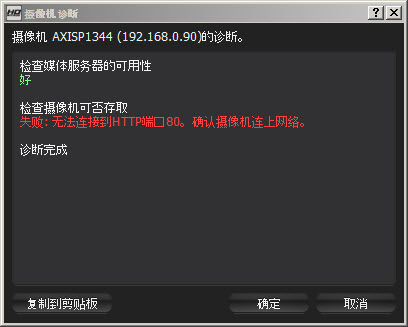 HD 摄像机诊断
摄像机 AXISP1344 (192.168.0.90)的诊断。
检查媒体服务器的可用性
好
检查摄像机可否存取
失败: 无法连接到HTTP端口80。确认摄像机连上网络。
诊断完成
复制到剪贴板
确定
取消